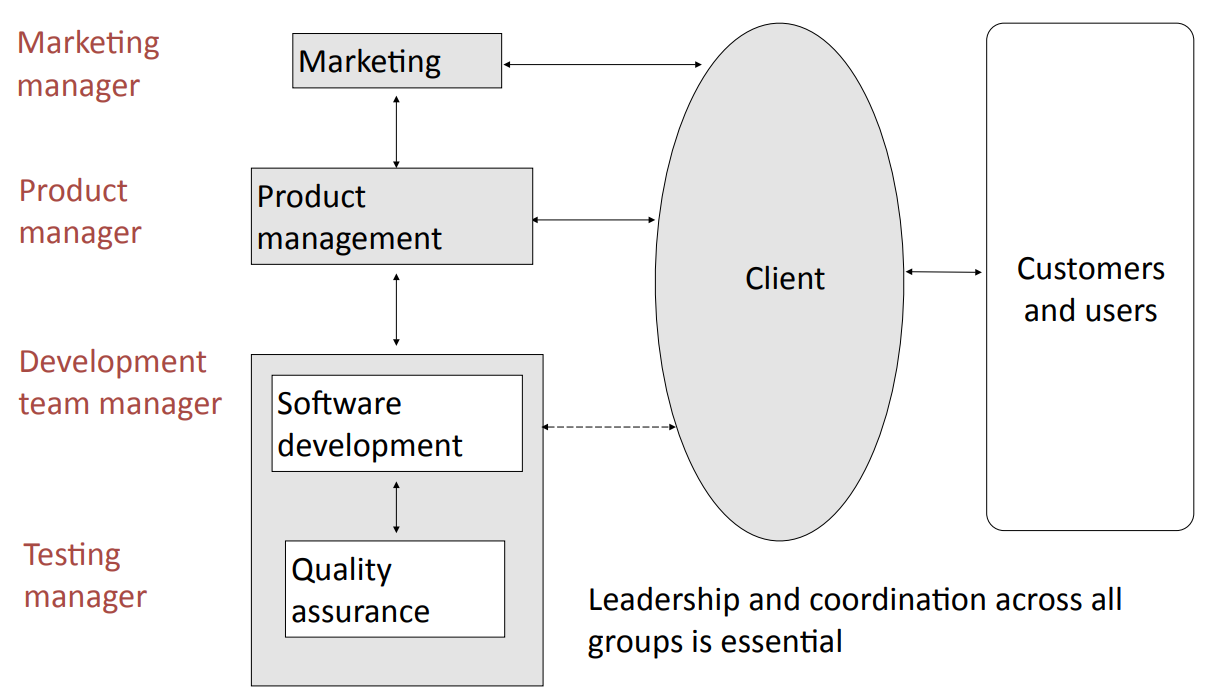 Marketing
manager
Marketing
Product
manager
Product
management
Client
Customers
and users
Development
team manager
Software
development
Testing
manager
Quality
assurance
Leadership and coordination across all
groups is essential